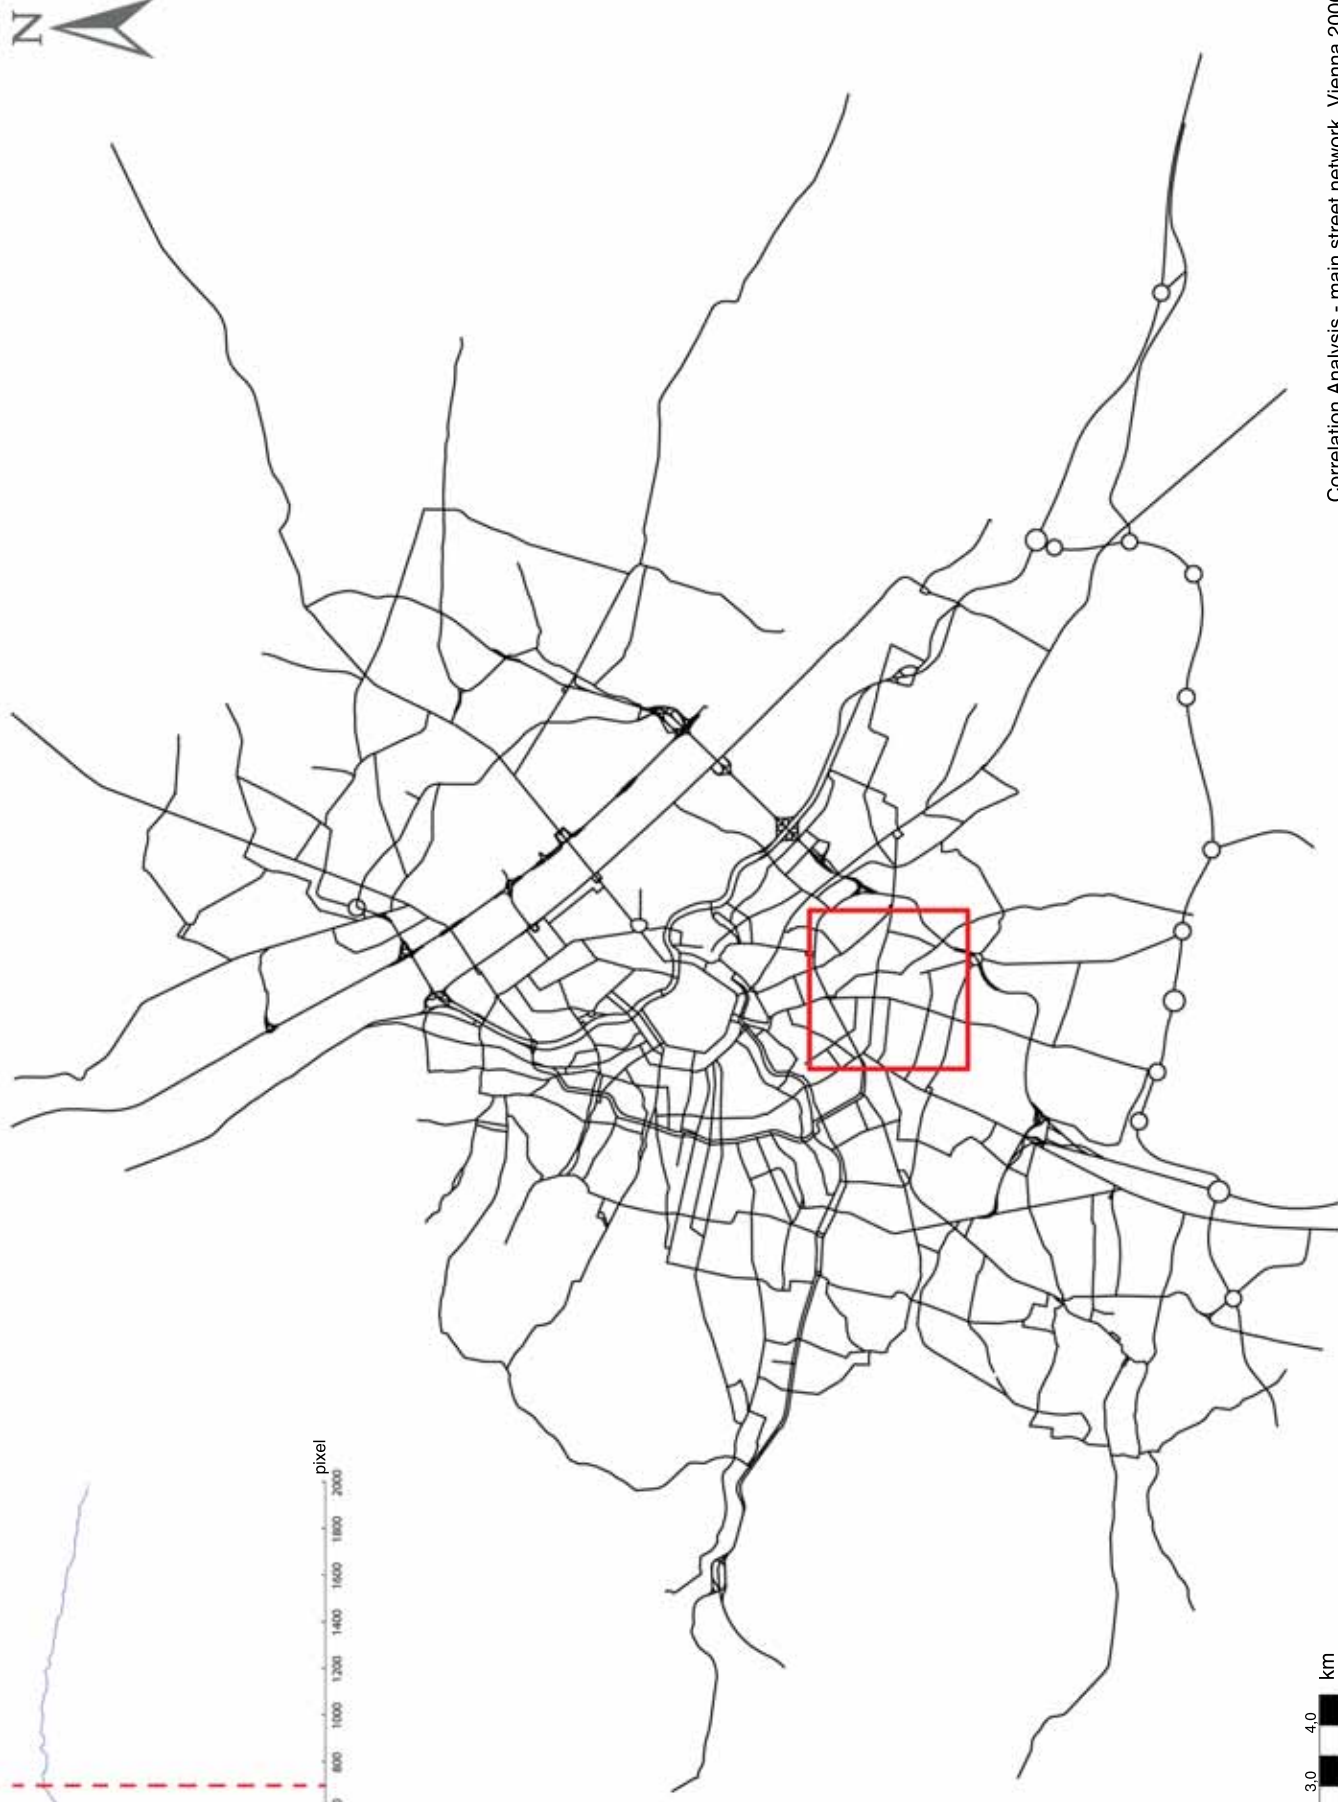 N
pixel
800 1000 1200 1400 1600 1800 2000
Correlation Analysis - main street network, Vienna
3,0 4,0
km